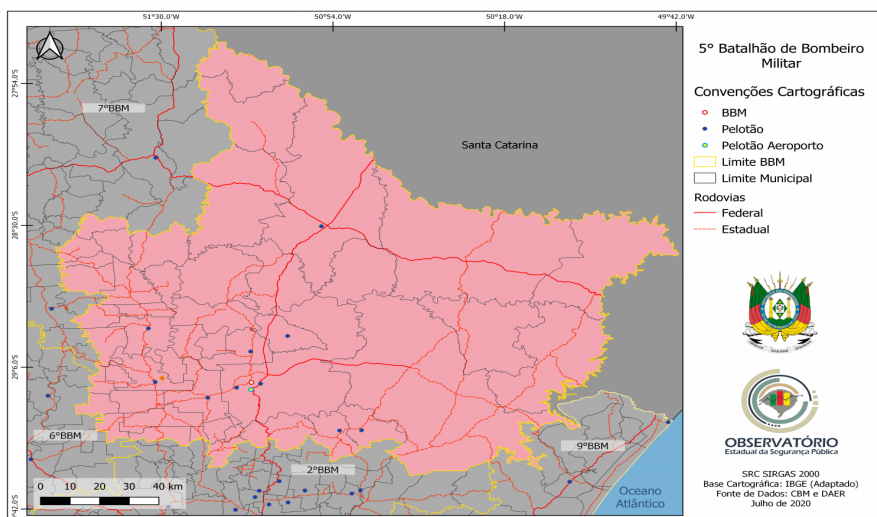 51°30.0'W 50°54.0'W 50°18.0'W 49°42.0'W
27°54.0'S
28°30.0'S
29°6.0'S
29°42.0'S
7°BBM
Santa Catarina
6°BBM
2°BBM
9°BBM
Oceano
Atlântico
0 10 20 30 40 km
5° Batalhão de Bombeiro
Militar
Convenções Cartográficas
BBM
Pelotão
Pelotão Aeroporto
Limite BBM
Limite Municipal
Rodovias
Federal
Estadual
OBSERVATÓRIO
Estadual da Segurança Pública
SRC SIRGAS 2000
Base Cartográfica: IBGE (Adaptado)
Fonte de Dados: CBM e DAER
Julho de 2020